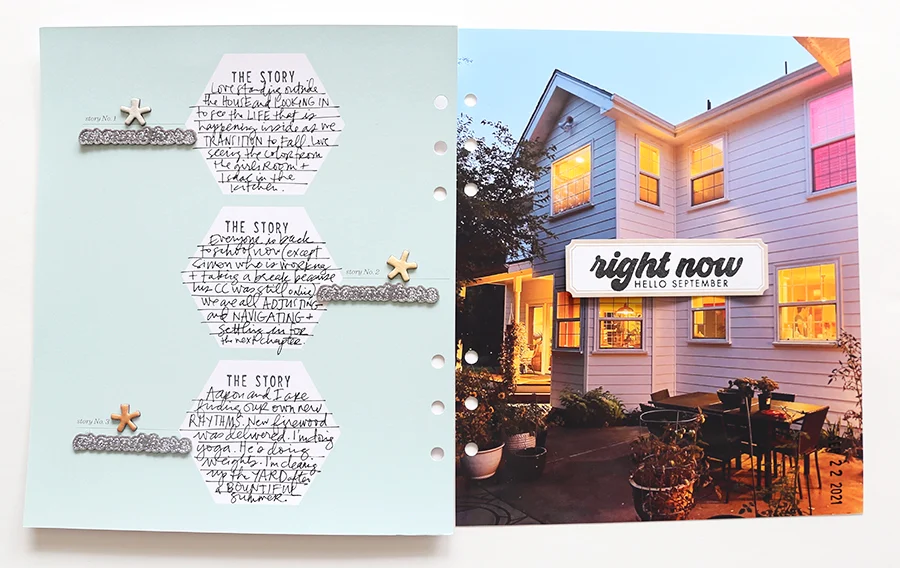 THE STORY
Love standing outside
the HOUSE and LOOKING IN
to see the LIFE that is
happening inside as we
TRANSITION to FALL. Love
seeing the color from
the girls Room +
Isaac in the
kitchen.
story No. 1
THE STORY
Everyone is back
to school now (except
Simon who is working
+ taking a break because
his CC was still online)
we are all ADJUSTING
and NAVIGATING +
settling in for
the next chapter.
story No. 2
THE STORY
Aaron and I are
finding our own new
RHYTHMS. New firewood
was delivered. I'm doing
yoga. He is doing
weights. I'm cleaning
up the YARD after
a BOUNTIFUL
summer.
story No. 3
right now
HELLO SEPTEMBER
22 2021